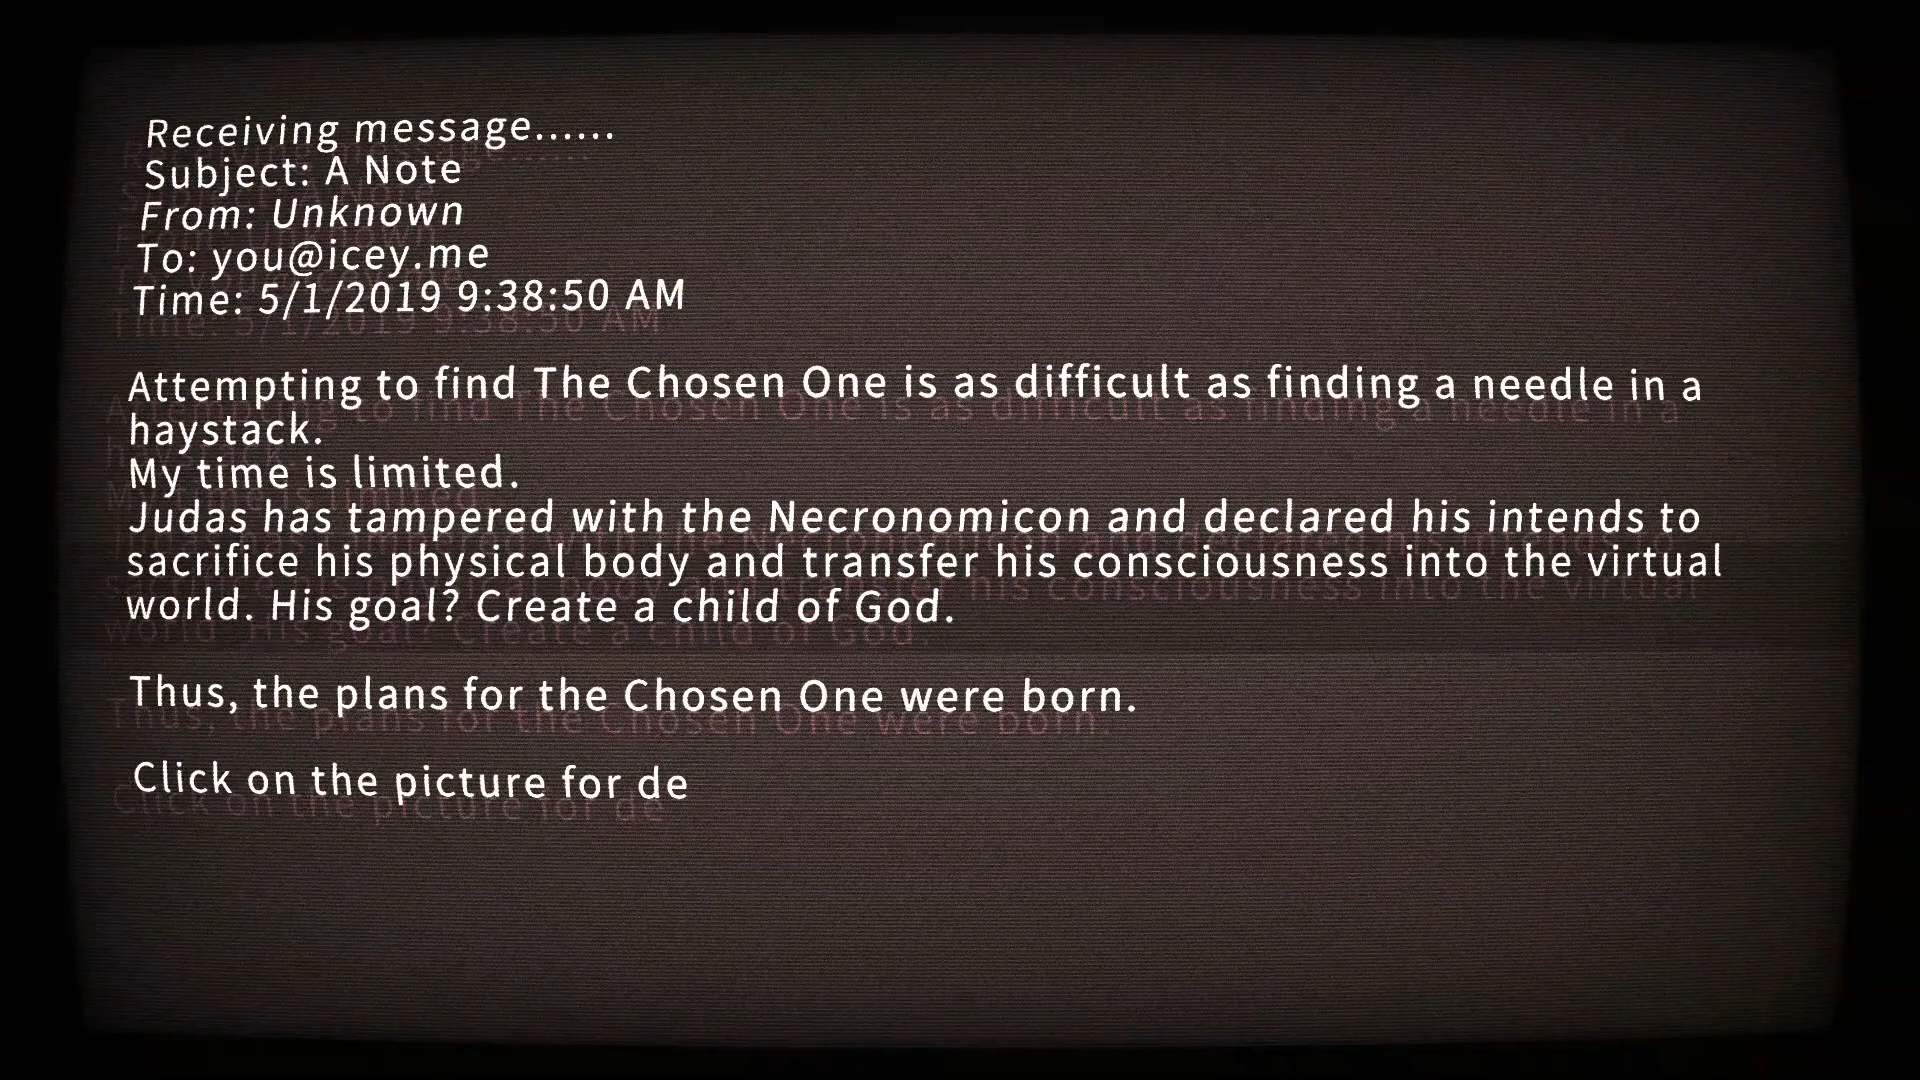 Receiving message......
Subject: A Note
From: Unknown
To: you@icey.me
Time: 5/1/2019 9:38:50 AM
Attempting to find The Chosen One is as difficult as finding a needle in a
haystack.
My time is limited.
Judas has tampered with the Necronomicon and declared his intends to
sacrifice his physical body and transfer his consciousness into the virtual
world. His goal? Create a child of God.
Thus, the plans for the Chosen One were born.
Click on the picture for de